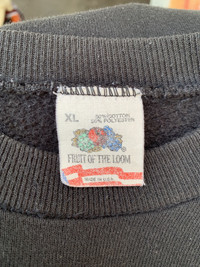 XL
50% COTTON
50% POLYESTER
FRUIT OF THE LOOM
MADE IN U.S.A.